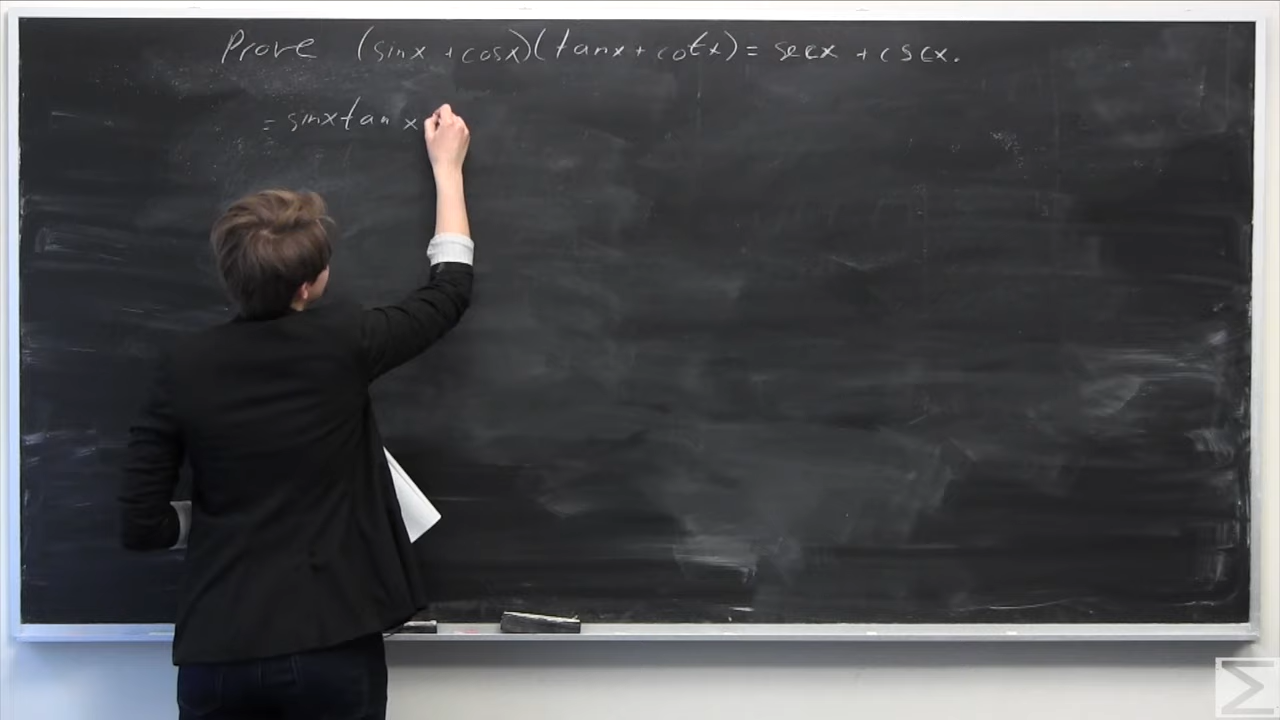 Prove (sinx + cosx)(tanx + cotx) = secx + cscx.
= sinxtan x
Σ